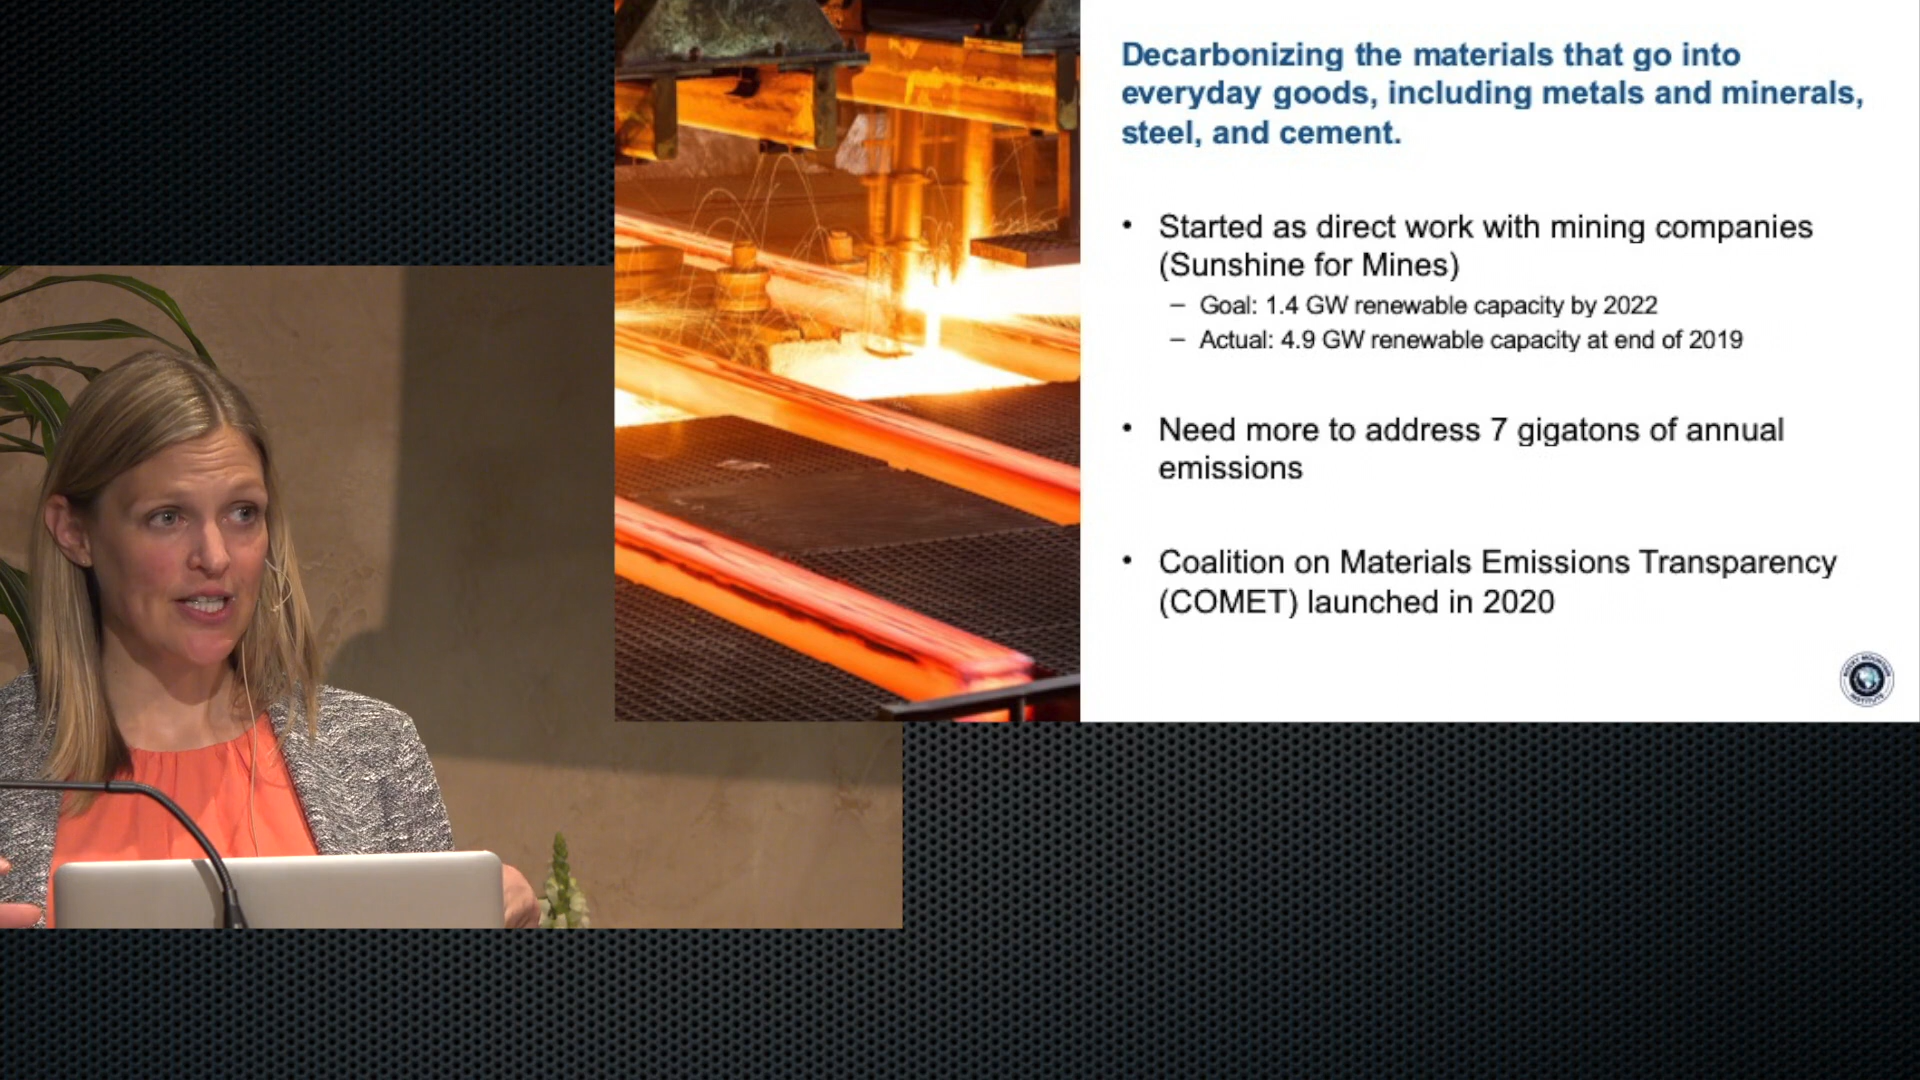 Decarbonizing the materials that go into
everyday goods, including metals and minerals,
steel, and cement.
• Started as direct work with mining companies
(Sunshine for Mines)
– Goal: 1.4 GW renewable capacity by 2022
– Actual: 4.9 GW renewable capacity at end of 2019
• Need more to address 7 gigatons of annual
emissions
• Coalition on Materials Emissions Transparency
(COMET) launched in 2020
ROCKY MOUNTAIN
INSTITUTE